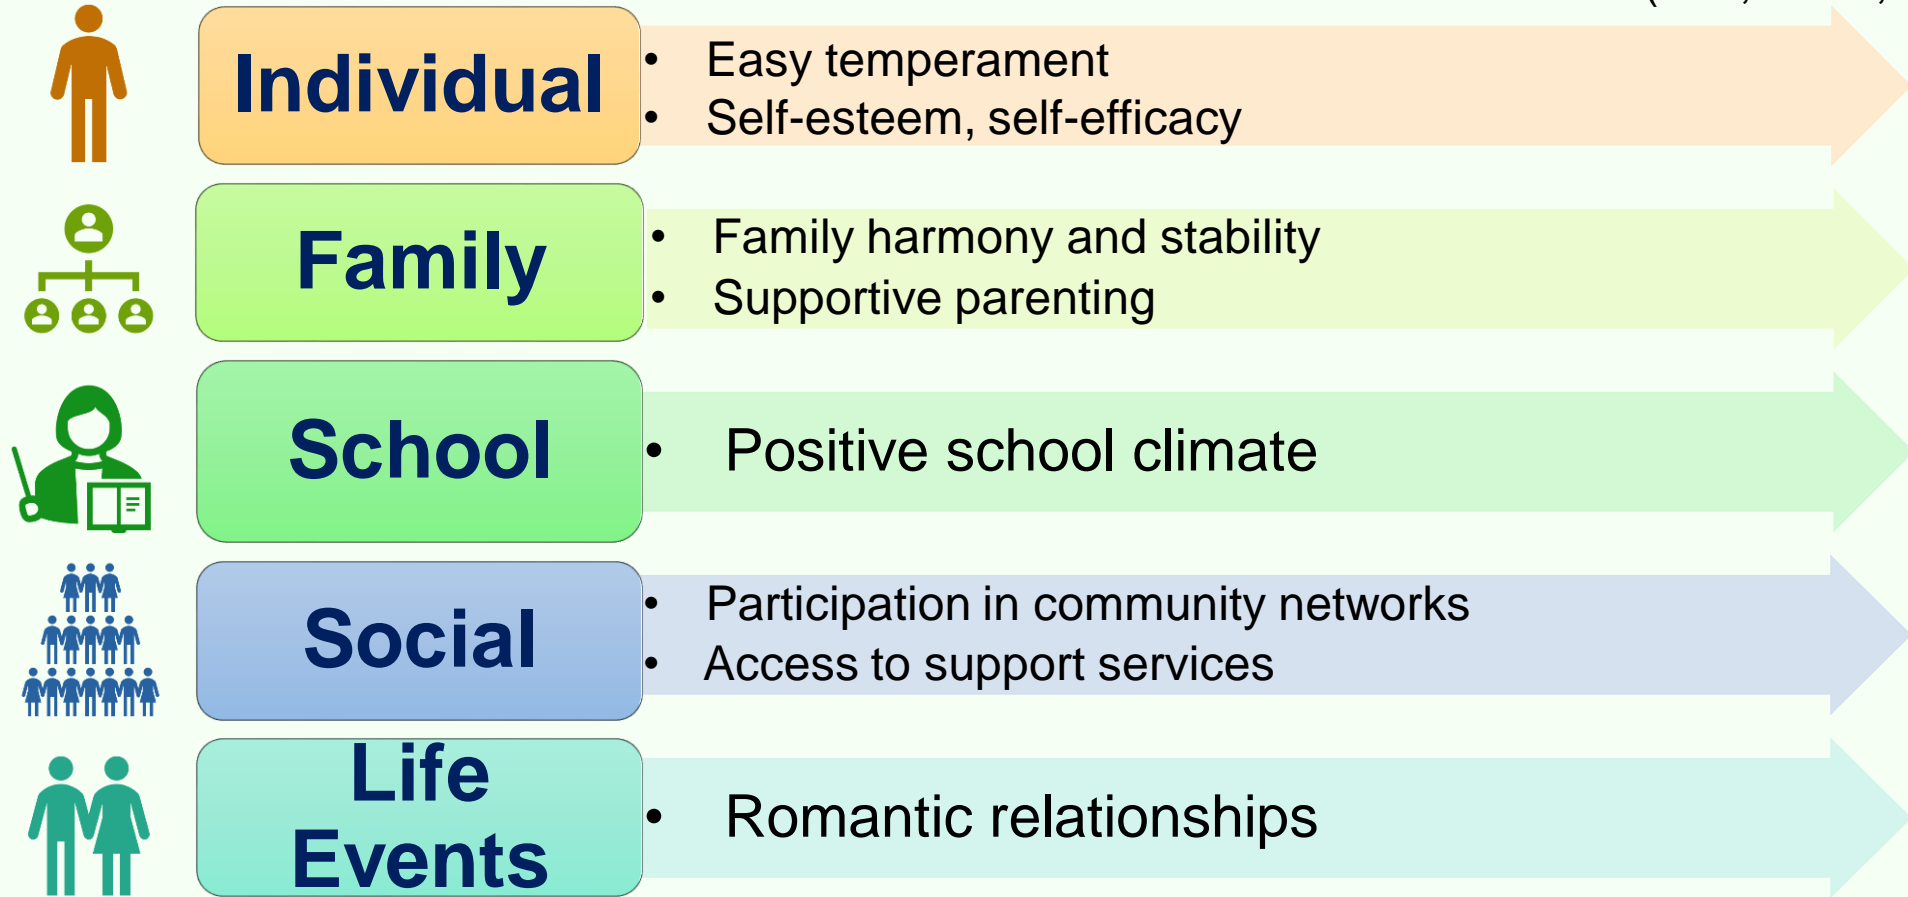 Individual
• Easy temperament
• Self-esteem, self-efficacy
Family
• Family harmony and stability
• Supportive parenting
School
• Positive school climate
Social
• Participation in community networks
• Access to support services
Life
Events
• Romantic relationships